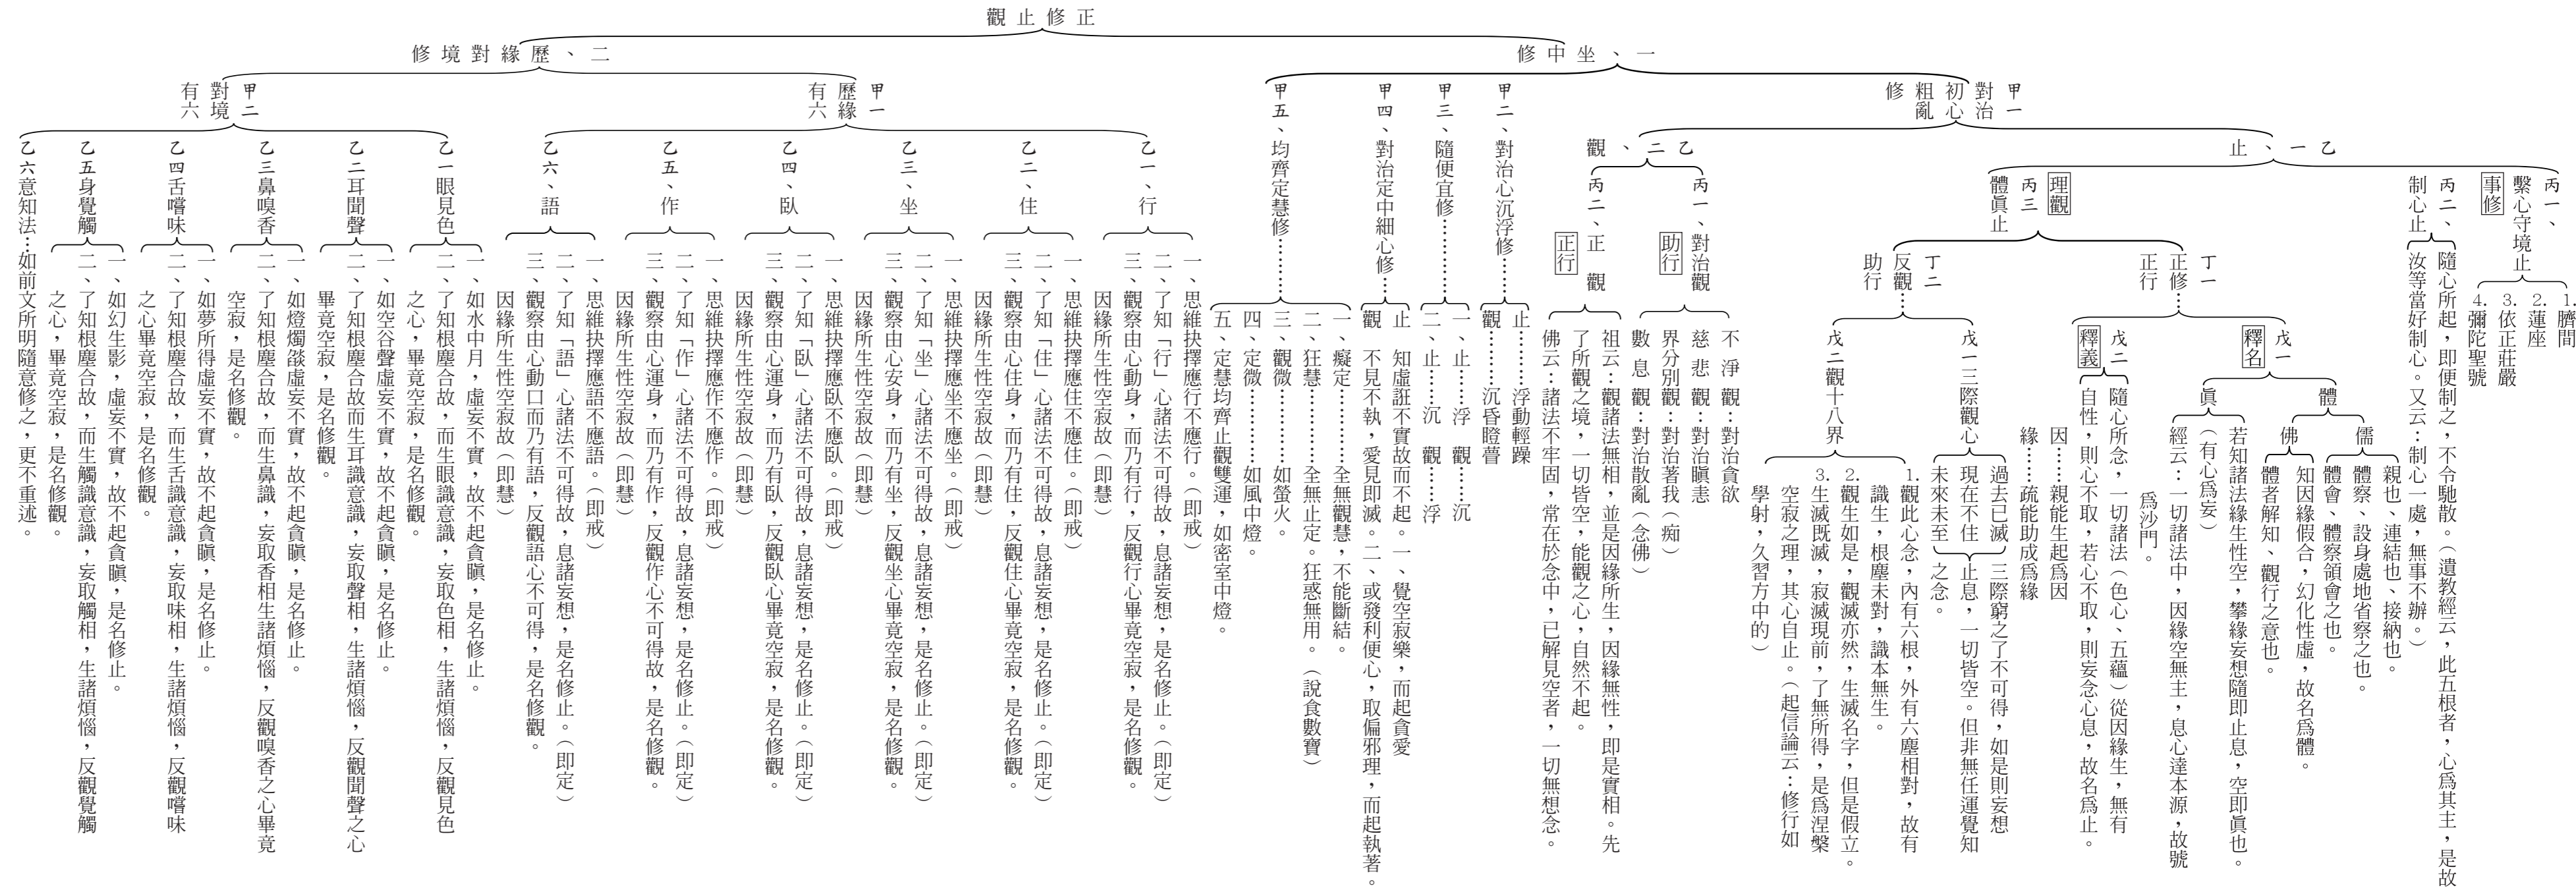 正修止觀
一、坐中修
甲一
對治
初心
粗亂
修
乙一、止
丙一、
繫心守境止
事修
1.臍間
2.蓮座
3.依正莊嚴
4.彌陀聖號
丙二、
制心止
隨心所起，即便制之，不令馳散。（遺教經云，此五根者，心爲其主，是故
汝等當好制心。又云：制心一處，無事不辦。）
理觀
丙三
體眞止
丁一
正修
正行
戊一
釋名
體
儒
親也、連結也、接納也。
體察、設身處地省察之也。
體會、體察領會之也。
佛
知因緣假合，幻化性虛，故名爲體。
體者解知、觀行之意也。
眞
若知諸法緣生性空，攀緣妄想隨即止息，空即眞也。
（有心爲妄）
經云：一切諸法中，因緣空無主，息心達本源，故號
爲沙門。
戊二
釋義
隨心所念，一切諸法（色心、五蘊）從因緣生，無有
自性，則心不取，若心不取，則妄念心息，故名爲止。
因……親能生起爲因
緣……疏能助成爲緣
丁二
反觀
助行
戊一三際觀心
過去已滅
現在不住
未來未至
三際窮之了不可得，如是則妄想
止息，一切皆空。但非無任運覺知
之念。
戊二觀十八界
1.觀此心念，內有六根，外有六塵相對，故有
識生，根塵未對，識本無生。
2.觀生如是，觀滅亦然，生滅名字，但是假立。
3.生滅既滅，寂滅現前，了無所得，是爲涅槃
空寂之理，其心自止。（起信論云：修行如
學射，久習方中的）
乙二、觀
丙一、對治觀
助行
不淨觀：對治貪欲
慈悲觀：對治瞋恚
界分別觀：對治著我（痴）
數息觀：對治散亂（念佛）
丙二、正觀
正行
祖云：觀諸法無相，並是因緣所生，因緣無性，即是實相。先
了所觀之境，一切皆空，能觀之心，自然不起。
佛云：諸法不牢固，常在於念中，已解見空者，一切無想念。
甲二、對治心沉浮修
止………浮動輕躁
觀………沉昏瞪瞢
甲三、隨便宜修………
一、止……浮　觀……沉
二、止……沉　觀……浮
甲四、對治定中細心修…
止　知虛誑不實故而不起。一、覺空寂樂，而起貪愛
觀　不見不執，愛見即滅。二、或發利便心，取偏邪理，而起執著。
甲五、均齊定慧修………
一、癡定………全無觀慧，不能斷結。
二、狂慧………全無止定。狂惑無用。（說食數寶）
三、觀微………如螢火。
四、定微………如風中燈。
五、定慧均齊止觀雙運，如密室中燈。
二、歷緣對境修
甲一
歷緣
有六
乙一、行
一、思維抉擇應行不應行。（即戒）
二、了知「行」心諸法不可得故，息諸妄想，是名修止。（即定）
三、觀察由心動身，而乃有行，反觀行心畢竟空寂，是名修觀。
因緣所生性空寂故（即慧）
乙二、住
一、思維抉擇應住不應住。（即戒）
二、了知「住」心諸法不可得故，息諸妄想，是名修止。（即定）
三、觀察由心住身，而乃有住，反觀住心畢竟空寂，是名修觀。
因緣所生性空寂故（即慧）
乙三、坐
一、思維抉擇應坐不應坐。（即戒）
二、了知「坐」心諸法不可得故，息諸妄想，是名修止。（即定）
三、觀察由心安身，而乃有坐，反觀坐心畢竟空寂，是名修觀。
因緣所生性空寂故（即慧）
乙四、臥
一、思維抉擇應臥不應臥。（即戒）
二、了知「臥」心諸法不可得故，息諸妄想，是名修止。（即定）
三、觀察由心運身，而乃有臥，反觀臥心畢竟空寂，是名修觀。
因緣所生性空寂故（即慧）
乙五、作
一、思維抉擇應作不應作。（即戒）
二、了知「作」心諸法不可得故，息諸妄想，是名修止。（即定）
三、觀察由心運身，而乃有作，反觀作心不可得故，是名修觀。
因緣所生性空寂故（即慧）
乙六、語
一、思維抉擇應語不應語。（即戒）
二、了知「語」心諸法不可得故，息諸妄想，是名修止。（即定）
三、觀察由心動口而乃有語，反觀語心不可得，是名修觀。
因緣所生性空寂故（即慧）
甲二
對境
有六
乙一眼見色
一、如水中月，虛妄不實，故不起貪瞋，是名修止。
二、了知根塵合故，而生眼識意識，妄取色相，生諸煩惱，反觀見色
之心，畢竟空寂，是名修觀。
乙二耳聞聲
一、如空谷聲虛妄不實，故不起貪瞋，是名修止。
二、了知根塵合故而生耳識意識，妄取聲相，生諸煩惱，反觀聞聲之心
畢竟空寂，是名修觀。
乙三鼻嗅香
一、如燈燭燄虛妄不實，故不起貪瞋，是名修止。
二、了知根塵合故，而生鼻識，妄取香相生諸煩惱，反觀嗅香之心畢竟
空寂，是名修觀。
乙四舌嚐味
一、如夢所得虛妄不實，故不起貪瞋，是名修止。
二、了知根塵合故，而生舌識意識，妄取味相，生諸煩惱，反觀嚐味
之心畢竟空寂，是名修觀。
乙五身覺觸
一、如幻生影，虛妄不實，故不起貪瞋，是名修止。
二、了知根塵合故，而生觸識意識，妄取觸相，生諸煩惱，反觀覺觸
之心，畢竟空寂，是名修觀。
乙六意知法…如前文所明隨意修之，更不重述。